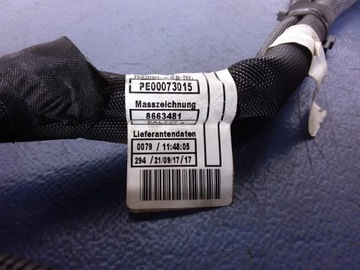 PE00073015
Masszeichnung
8663481
Lieferantendaten
0079 / 11:48:05
294 / 21/09/17/17